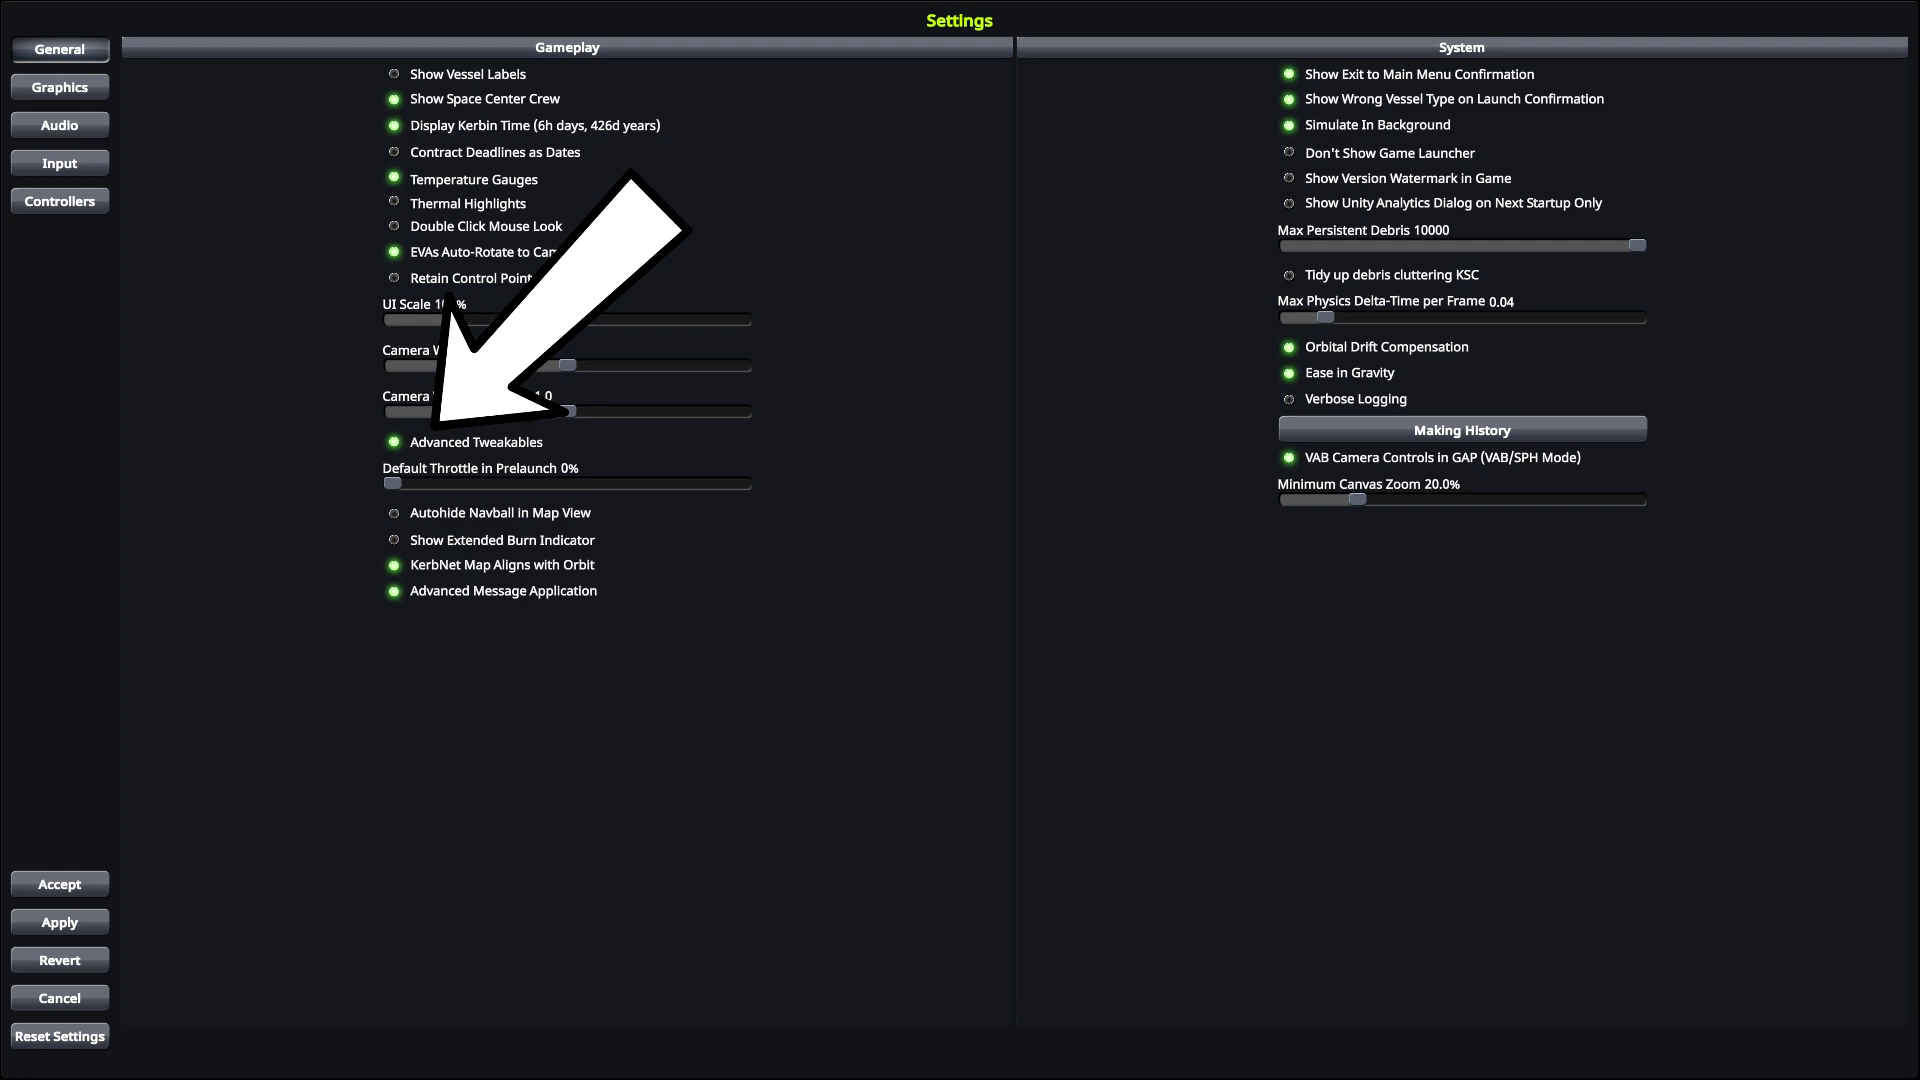 Settings
General
Graphics
Audio
Input
Controllers
Gameplay
Show Vessel Labels
Show Space Center Crew
Display Kerbin Time (6h days, 426d years)
Contract Deadlines as Dates
Temperature Gauges
Thermal Highlights
Double Click Mouse Look
EVAs Auto-Rotate to
Retain Control Point
UI Scale
Camera
Camera 1.0
Advanced Tweakables
Default Throttle in Prelaunch 0%
Autohide Navball in Map View
Show Extended Burn Indicator
KerbNet Map Aligns with Orbit
Advanced Message Application
System
Show Exit to Main Menu Confirmation
Show Wrong Vessel Type on Launch Confirmation
Simulate In Background
Don't Show Game Launcher
Show Version Watermark in Game
Show Unity Analytics Dialog on Next Startup Only
Max Persistent Debris 10000
Tidy up debris cluttering KSC
Max Physics Delta-Time per Frame 0.04
Orbital Drift Compensation
Ease in Gravity
Verbose Logging
Making History
VAB Camera Controls in GAP (VAB/SPH Mode)
Minimum Canvas Zoom 20.0%
Accept
Apply
Revert
Cancel
Reset Settings